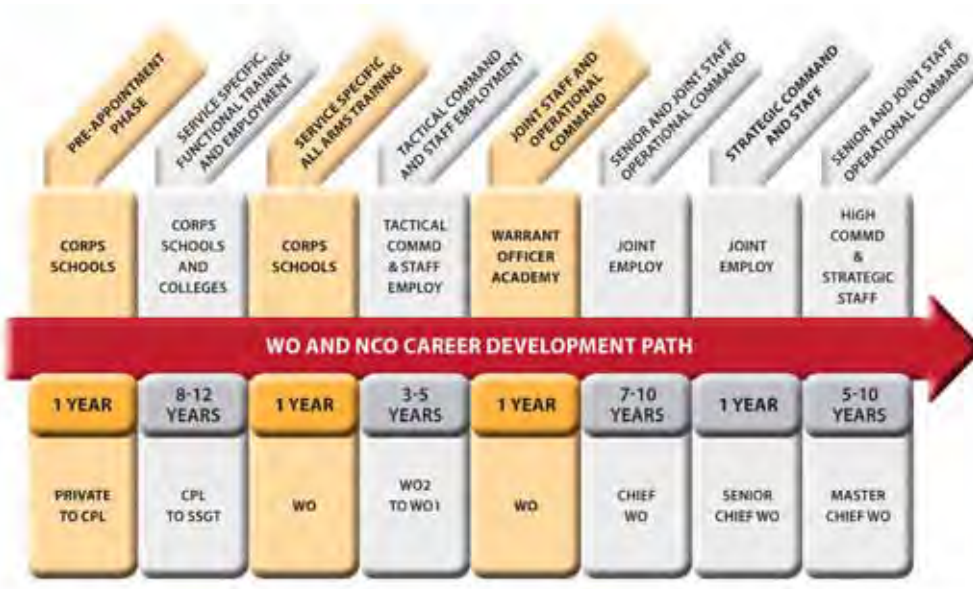 PRE-APPOINTMENT
PHASE
SERVICE SPECIFIC,
FUNCTIONAL TRAINING
AND EMPLOYMENT
SERVICE SPECIFIC
ALL ARMS TRAINING
TACTICAL COMMAND
AND STAFF EMPLOYMENT
JOINT STAFF AND
OPERATIONAL
COMMAND
SENIOR AND JOINT STAFF
OPERATIONAL COMMAND
STRATEGIC COMMAND
AND STAFF
SENIOR AND JOINT STAFF
OPERATIONAL COMMAND
CORPS
SCHOOLS
CORPS
SCHOOLS
AND
COLLEGES
CORPS
SCHOOLS
TACTICAL
COMMD
& STAFF
EMPLOY
WARRANT
OFFICER
ACADEMY
JOINT
EMPLOY
JOINT
EMPLOY
HIGH
COMMD
&
STRATEGIC
STAFF
WO AND NCO CAREER DEVELOPMENT PATH
1 YEAR
8-12
YEARS
1 YEAR
3-5
YEARS
1 YEAR
7-10
YEARS
1 YEAR
5-10
YEARS
PRIVATE
TO CPL
CPL
TO SSGT
WO
WO2
TO WO1
WO
CHIEF
WO
SENIOR
CHIEF WO
MASTER
CHIEF WO